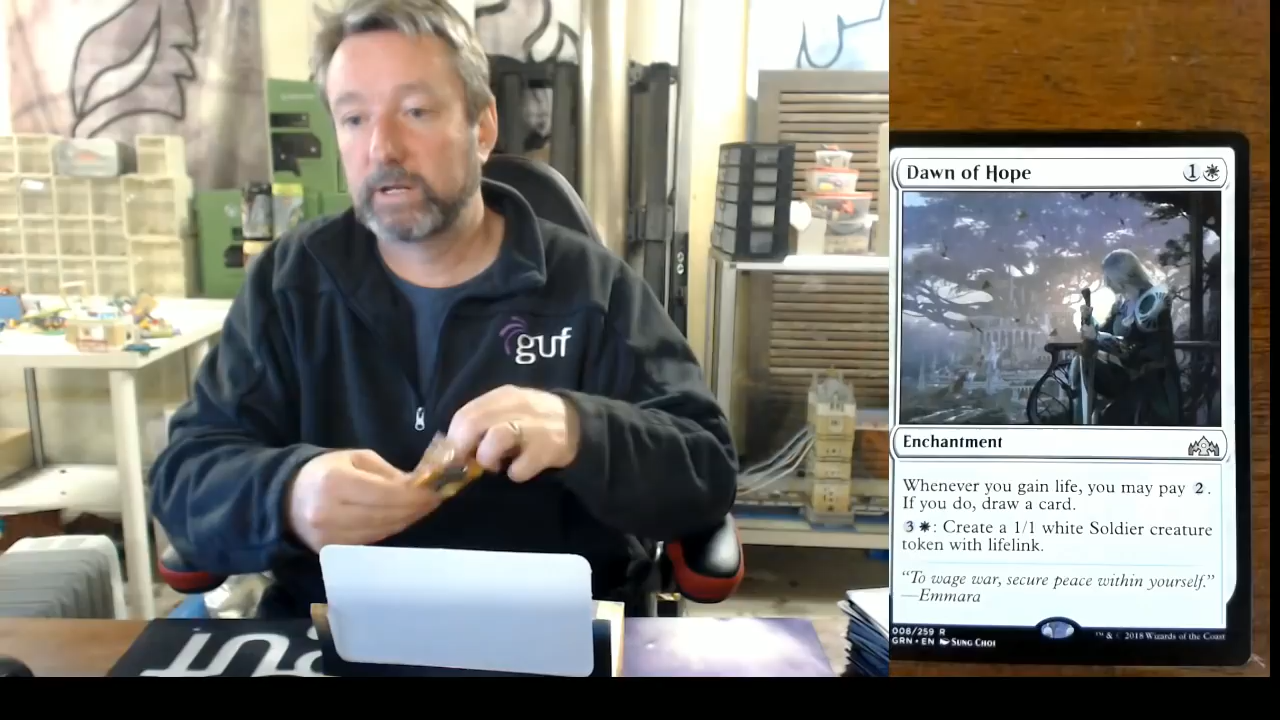 guf
GUF
Dawn of Hope 1
Enchantment
Whenever you gain life, you may pay 2.
If you do, draw a card.
3 : Create a 1/1 white Soldier creature
token with lifelink.
“To wage war, secure peace within yourself.”
—Emmara
008/259 R
GRN • EN Sung Choi
™ & © 2018 Wizards of the Coast